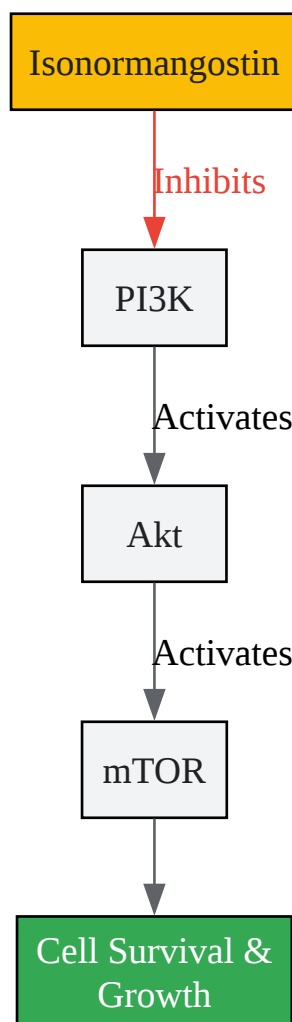 Isonormangostin
Inhibits
PI3K
Activates
Akt
Activates
mTOR
Cell Survival &
Growth